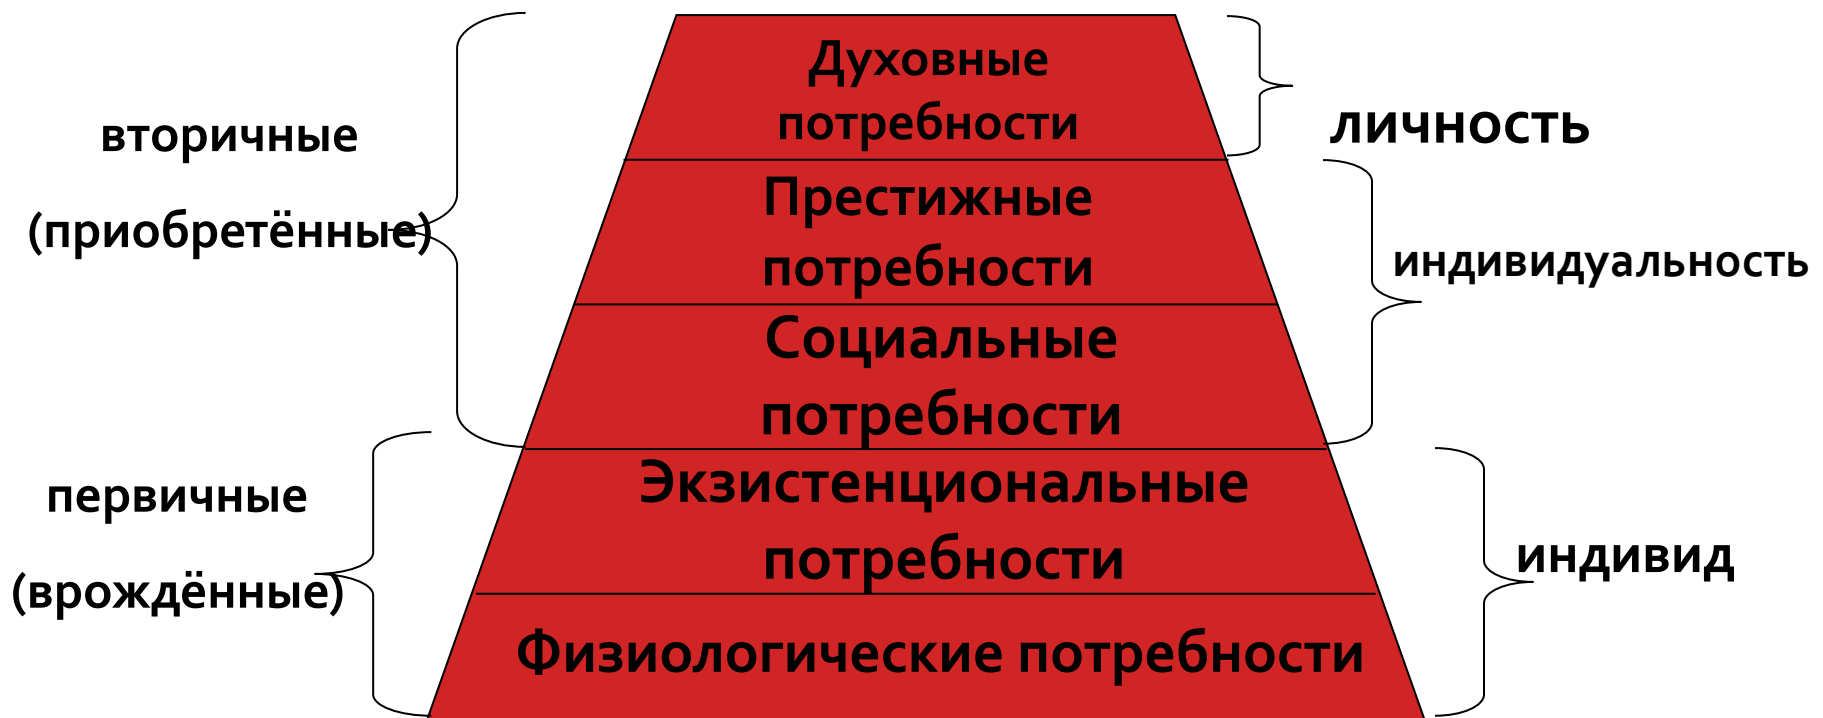 вторичные
(приобретённые)
первичные
(врождённые)
Духовные
потребности
Престижные
потребности
Социальные
потребности
Экзистенциональные
потребности
Физиологические потребности
личность
индивидуальность
индивид